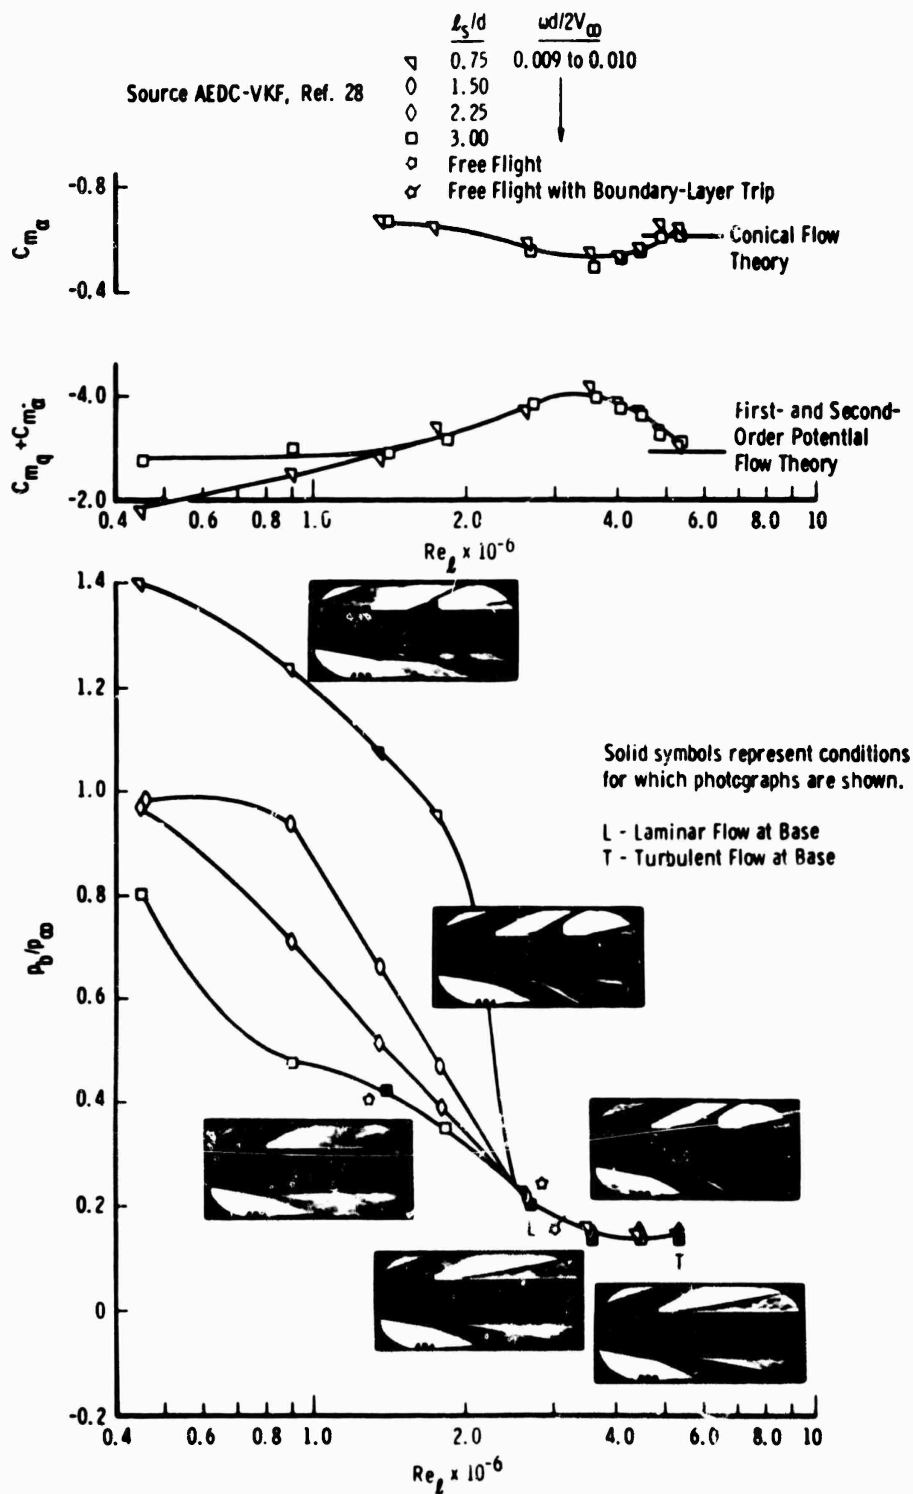 ℓs/d ωd/2V∞
0.75 0.009 to 0.010
1.50
2.25
3.00
Free Flight
Free Flight with Boundary-Layer Trip
Source AEDC-VKF, Ref. 28
-0.8
-0.4
Cmα
Conical Flow
Theory
-4.0
-2.0
Cmq + Cmα̇
First- and Second-
Order Potential
Flow Theory
0.4 0.6 0.8 1.0 2.0 4.0 6.0 8.0 10
Reℓ x 10⁻⁶
1.4
1.2
1.0
0.8
0.6
0.4
0.2
0
-0.2
pb/p∞
Solid symbols represent conditions
for which photographs are shown.
L - Laminar Flow at Base
T - Turbulent Flow at Base
L
T
0.4 0.6 0.8 1.0 2.0 4.0 6.0 8.0 10
Reℓ x 10⁻⁶